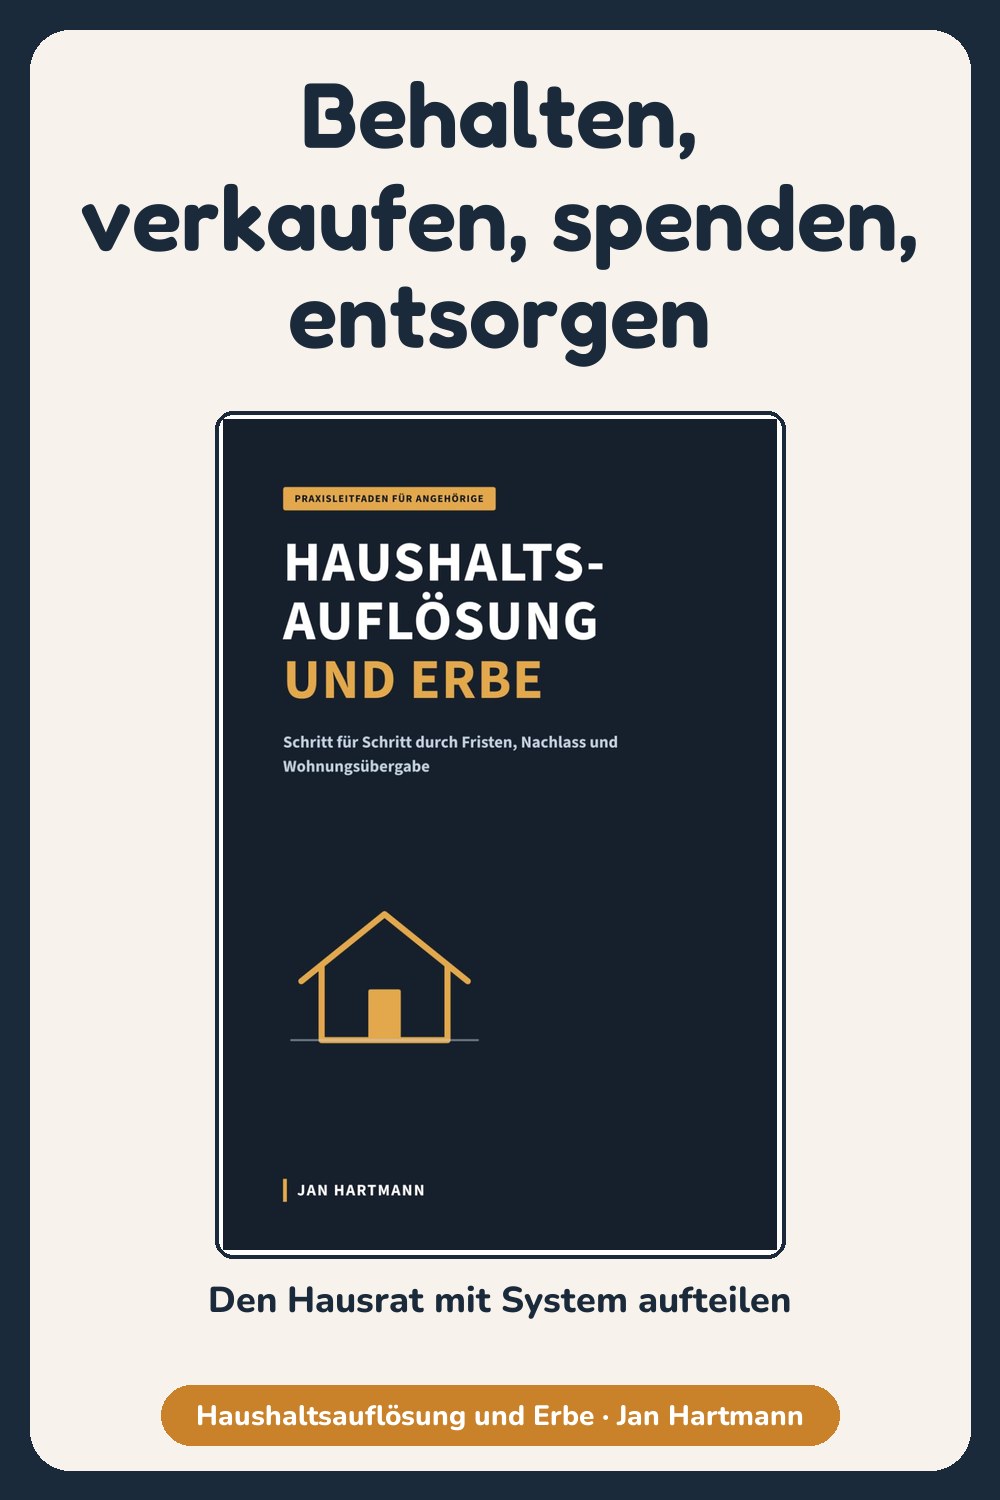 Behalten,
verkaufen, spenden,
entsorgen
PRAXISLEITFADEN FÜR ANGEHÖRIGE
HAUSHALTS-
AUFLÖSUNG
UND ERBE
Schritt für Schritt durch Fristen, Nachlass und
Wohnungsübergabe
JAN HARTMANN
Den Hausrat mit System aufteilen
Haushaltsauflösung und Erbe · Jan Hartmann